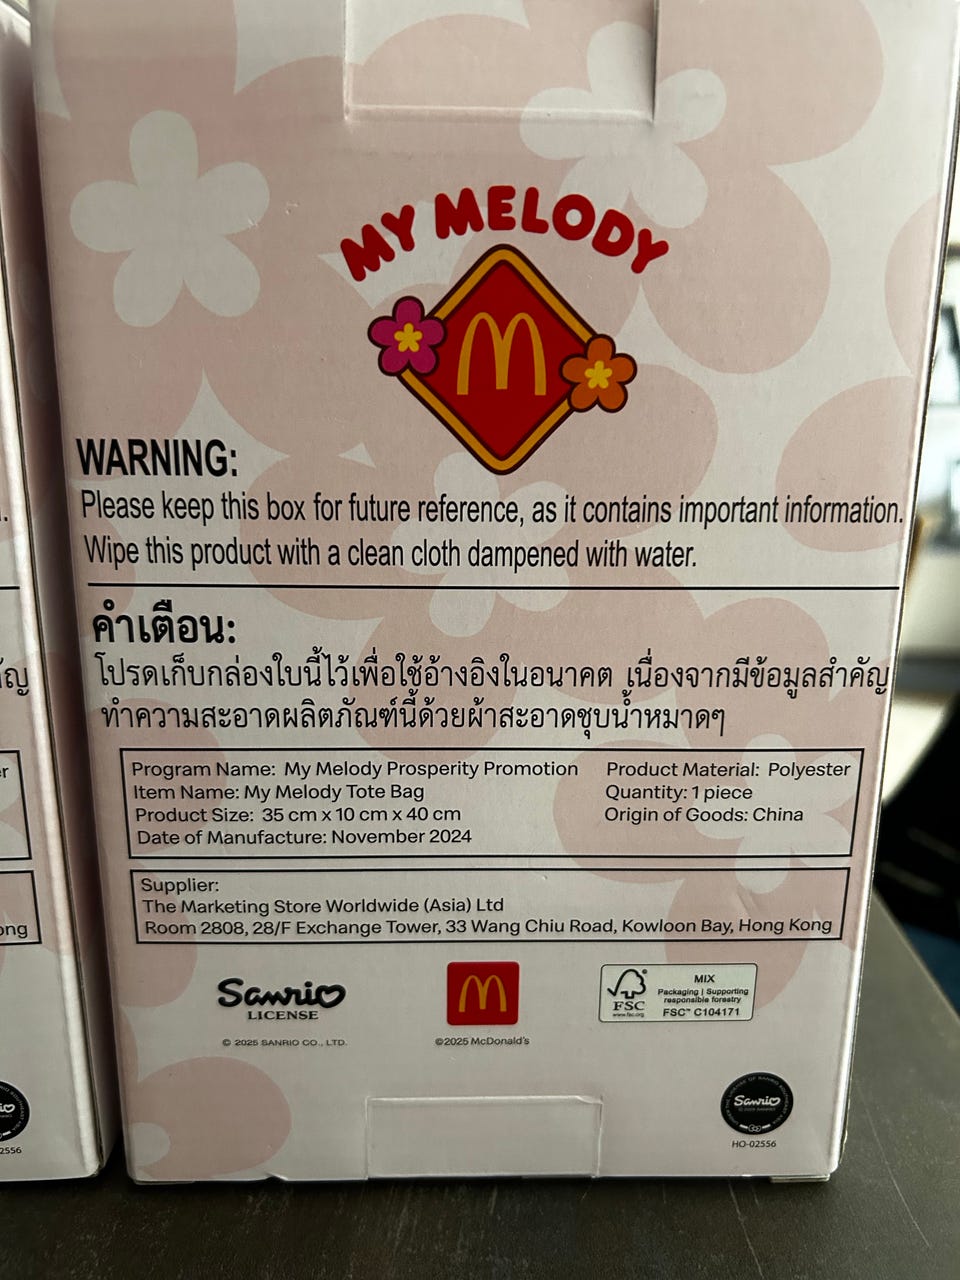 MY MELODY
WARNING:
Please keep this box for future reference, as it contains important information.
Wipe this product with a clean cloth dampened with water.
คำเตือน:
โปรดเก็บกล่องใบนี้ไว้เพื่อใช้อ้างอิงในอนาคต เนื่องจากมีข้อมูลสำคัญ
ทำความสะอาดผลิตภัณฑ์นี้ด้วยผ้าสะอาดชุบน้ำหมาดๆ
Program Name: My Melody Prosperity Promotion
Item Name: My Melody Tote Bag
Product Size: 35 cm x 10 cm x 40 cm
Date of Manufacture: November 2024
Product Material: Polyester
Quantity: 1 piece
Origin of Goods: China
Supplier:
The Marketing Store Worldwide (Asia) Ltd
Room 2808, 28/F Exchange Tower, 33 Wang Chiu Road, Kowloon Bay, Hong Kong
Sanrio
LICENSE
© 2025 SANRIO CO., LTD.
©2025 McDonald's
FSC
www.fsc.org
MIX
Packaging | Supporting
responsible forestry
FSC™ C104171
Sanrio
HO-02556
2556